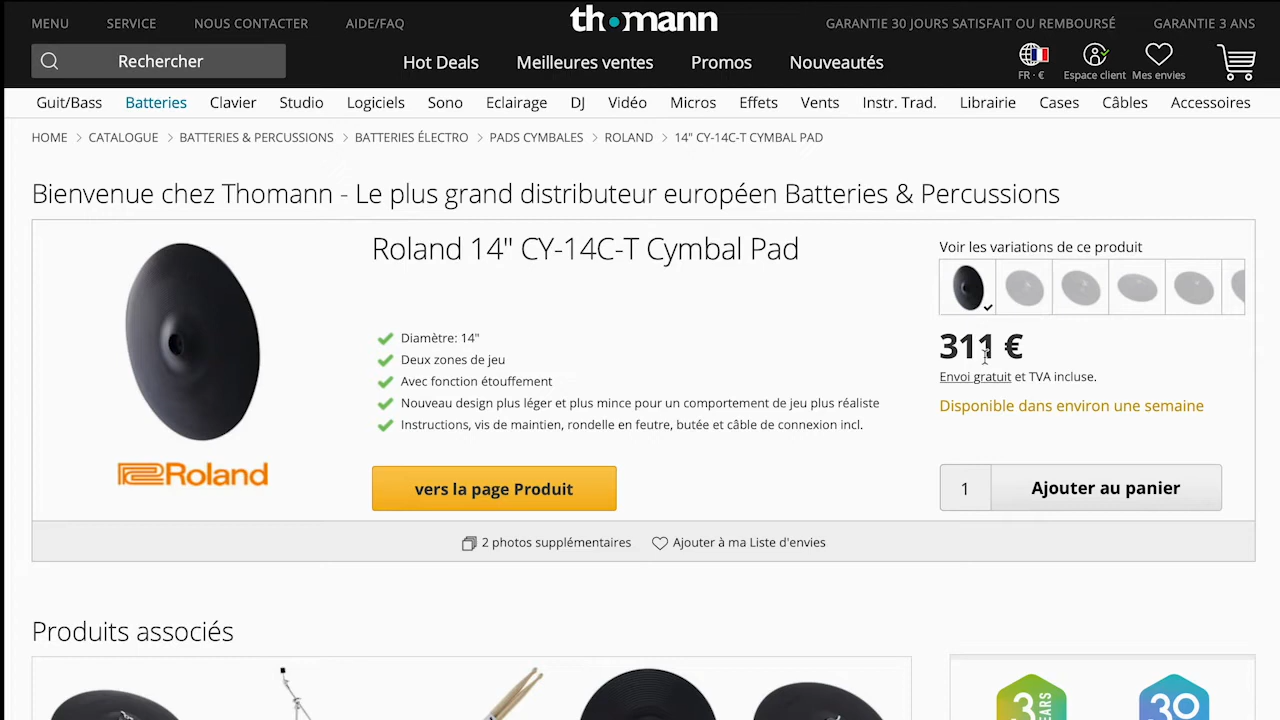 MENU SERVICE NOUS CONTACTER AIDE/FAQ th•mann GARANTIE 30 JOURS SATISFAIT OU REMBOURSÉ GARANTIE 3 ANS
Rechercher Hot Deals Meilleures ventes Promos Nouveautés
FR · € Espace client Mes envies
Guit/Bass Batteries Clavier Studio Logiciels Sono Eclairage DJ Vidéo Micros Effets Vents Instr. Trad. Librairie Cases Câbles Accessoires
HOME > CATALOGUE > BATTERIES & PERCUSSIONS > BATTERIES ÉLECTRO > PADS CYMBALES > ROLAND > 14" CY-14C-T CYMBAL PAD
Bienvenue chez Thomann - Le plus grand distributeur européen Batteries & Percussions
Roland 14" CY-14C-T Cymbal Pad
Voir les variations de ce produit
Diamètre: 14"
Deux zones de jeu
Avec fonction étouffement
Nouveau design plus léger et plus mince pour un comportement de jeu plus réaliste
Instructions, vis de maintien, rondelle en feutre, butée et câble de connexion incl.
311 €
Envoi gratuit et TVA incluse.
Disponible dans environ une semaine
Roland
vers la page Produit
1 Ajouter au panier
2 photos supplémentaires Ajouter à ma Liste d'envies
Produits associés
3 YEARS
30